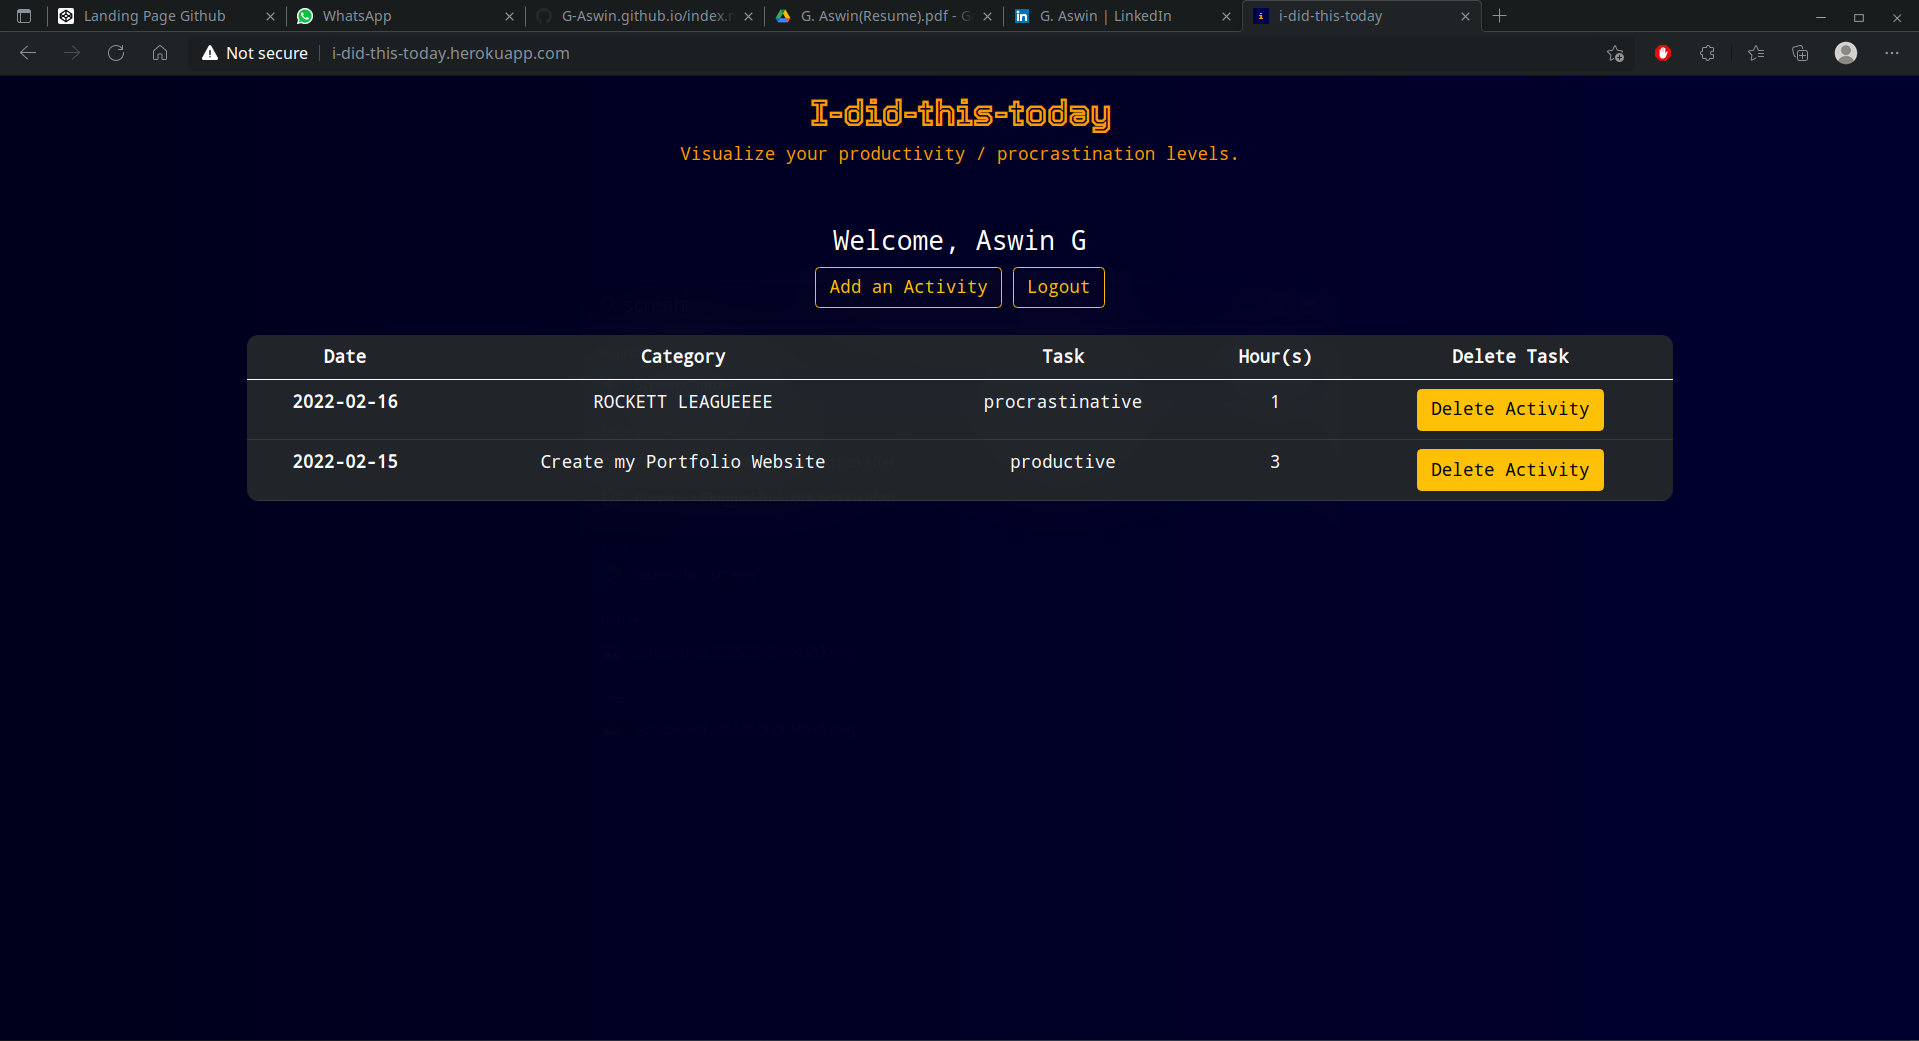 Landing Page Github
WhatsApp
G-Aswin.github.io/index.
G. Aswin(Resume).pdf -
G. Aswin | LinkedIn
i-did-this-today
Not secure
i-did-this-today.herokuapp.com
I-did-this-today
Visualize your productivity / procrastination levels.
Welcome, Aswin G
Add an Activity
Logout
Date Category Task Hour(s) Delete Task
2022-02-16 ROCKETT LEAGUEEEE procrastinative 1 Delete Activity
2022-02-15 Create my Portfolio Website productive 3 Delete Activity